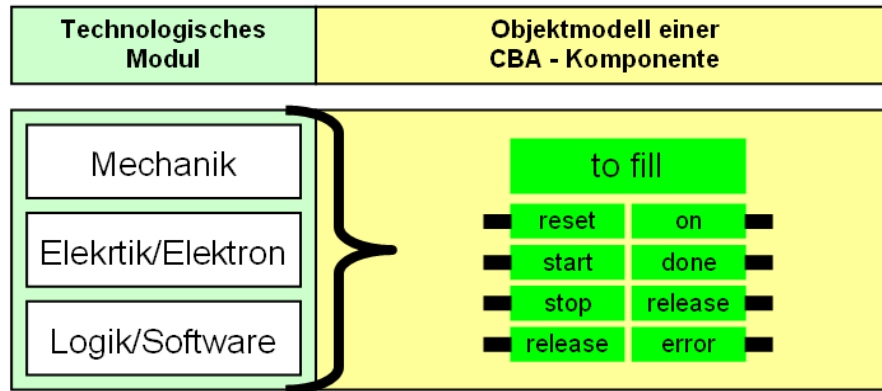 Technologisches
Modul
Objektmodell einer
CBA - Komponente
Mechanik
Elekrtik/Elektron
Logik/Software
to fill
reset on
start done
stop release
release error